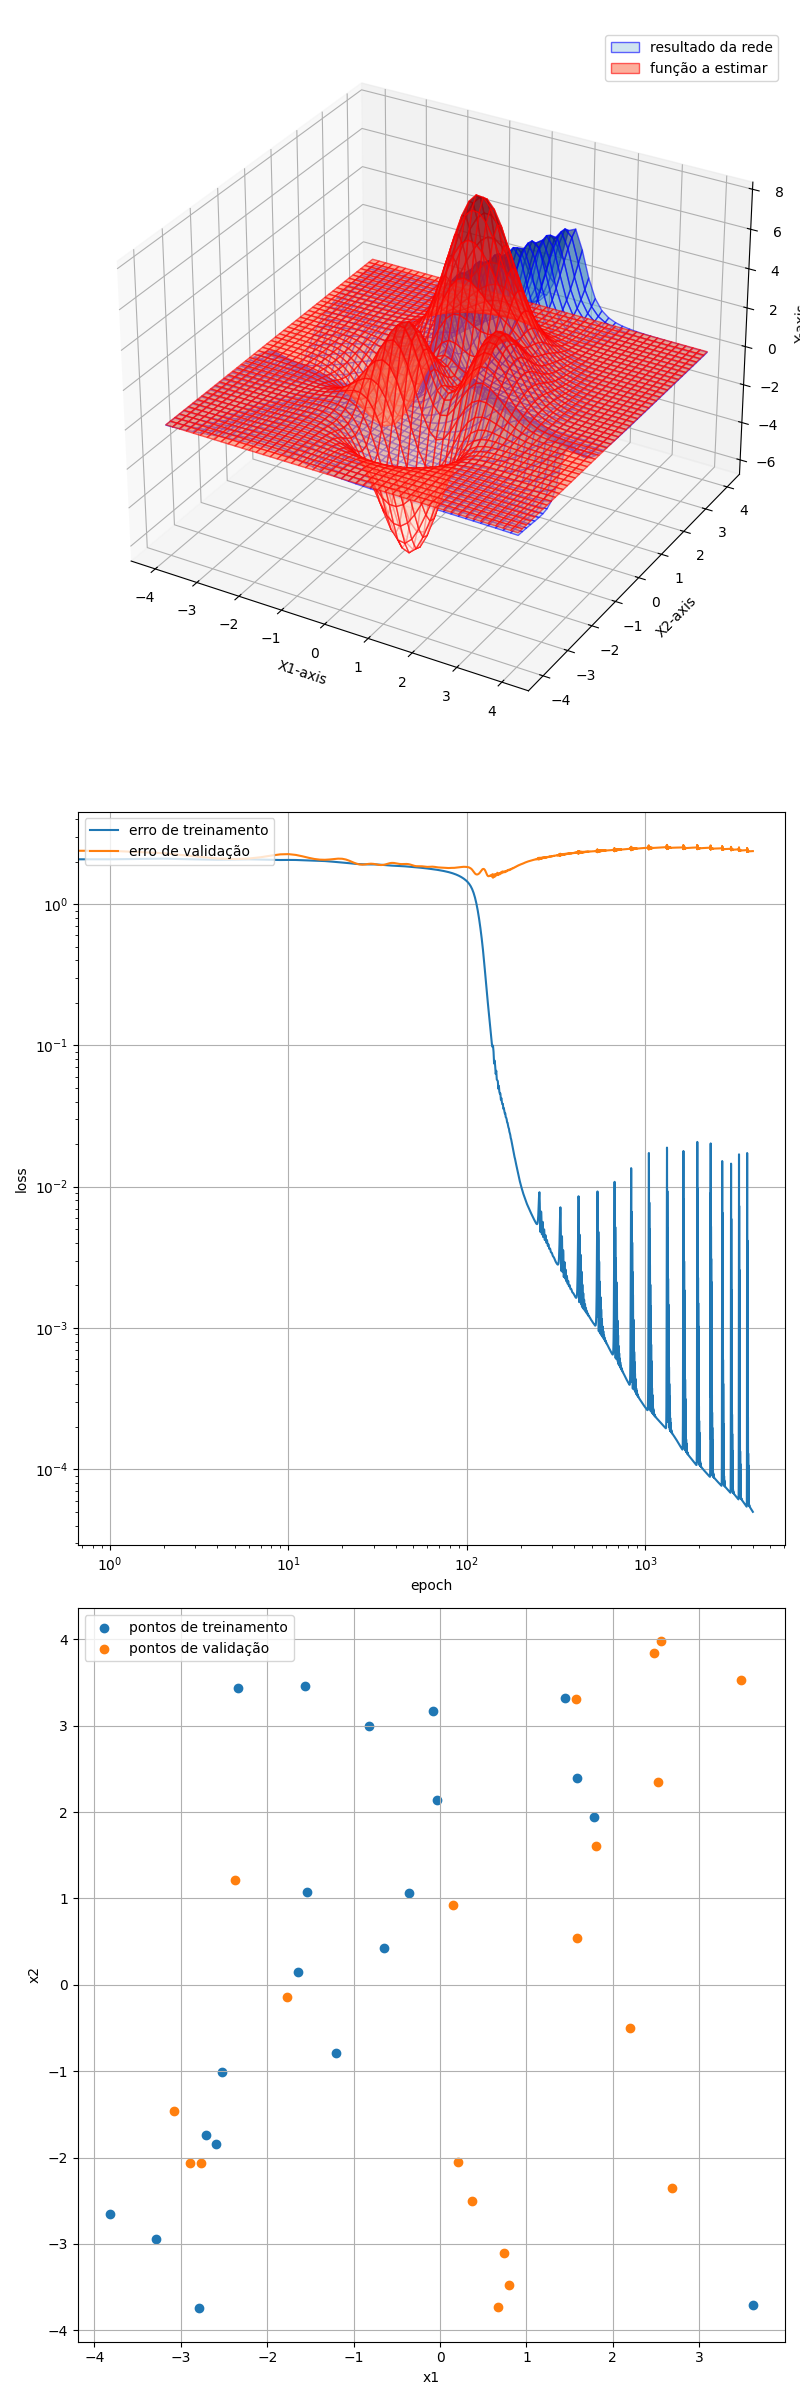 resultado da rede
função a estimar
8
6
4
2
0
−2
−4
−6
4
3
2
1
0
−1
−2
−3
−4
X2-axis
−4
−3
−2
−1
0
1
2
3
4
X1-axis
erro de treinamento
erro de validação
10^0
10^−1
10^−2
10^−3
10^−4
loss
10^0 10^1 10^2 10^3
epoch
pontos de treinamento
pontos de validação
4
3
2
1
0
−1
−2
−3
−4
x2
−4 −3 −2 −1 0 1 2 3
x1